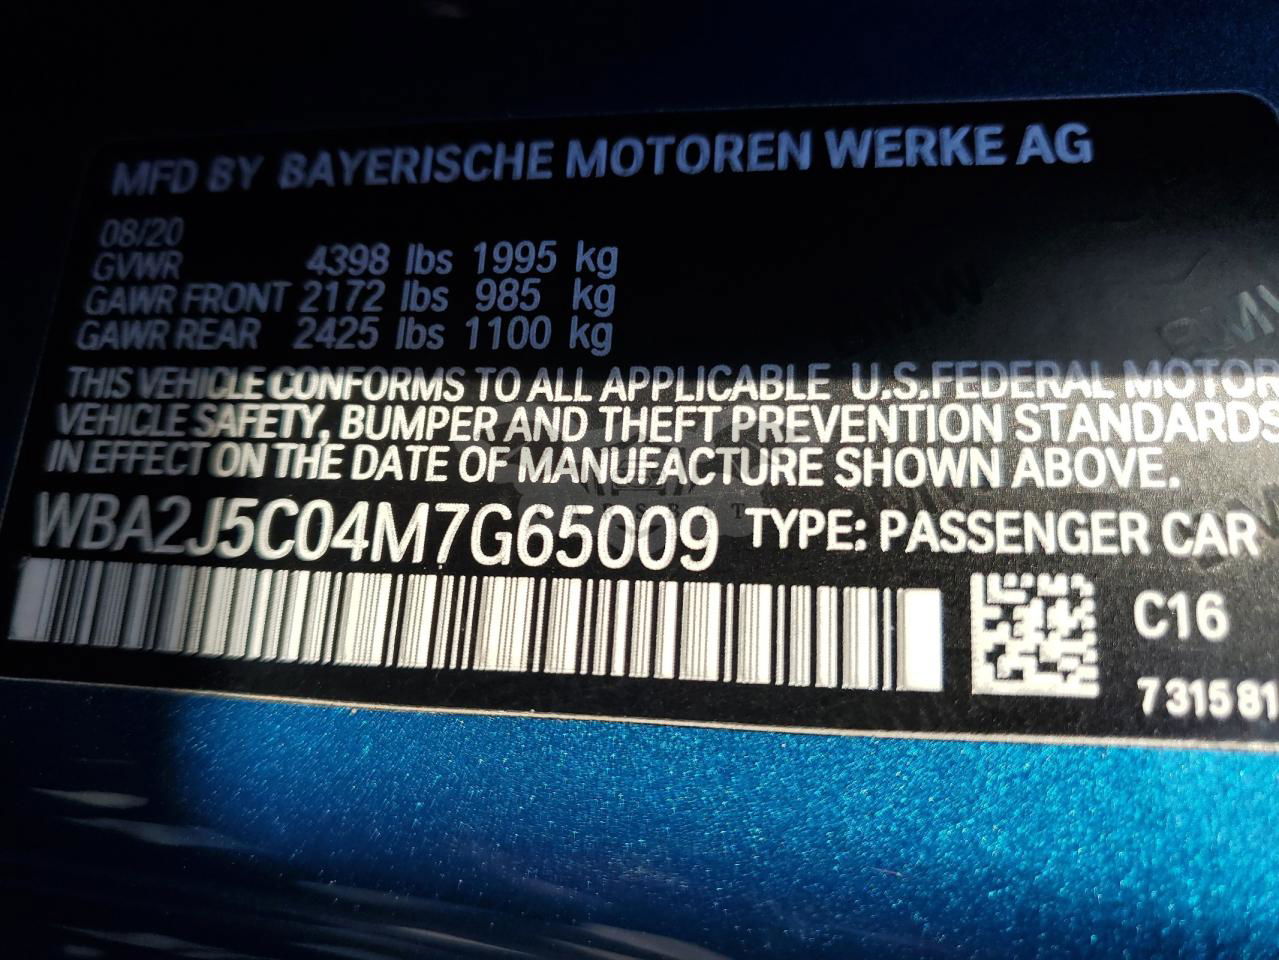 MFD BY BAYERISCHE MOTOREN WERKE AG
08/20
GVWR 4398 lbs 1995 kg
GAWR FRONT 2172 lbs 985 kg
GAWR REAR 2425 lbs 1100 kg
THIS VEHICLE CONFORMS TO ALL APPLICABLE U.S.FEDERAL MOTOR
VEHICLE SAFETY, BUMPER AND THEFT PREVENTION STANDARDS
IN EFFECT ON THE DATE OF MANUFACTURE SHOWN ABOVE.
WBA2J5C04M7G65009 TYPE: PASSENGER CAR
C16
7 315 81